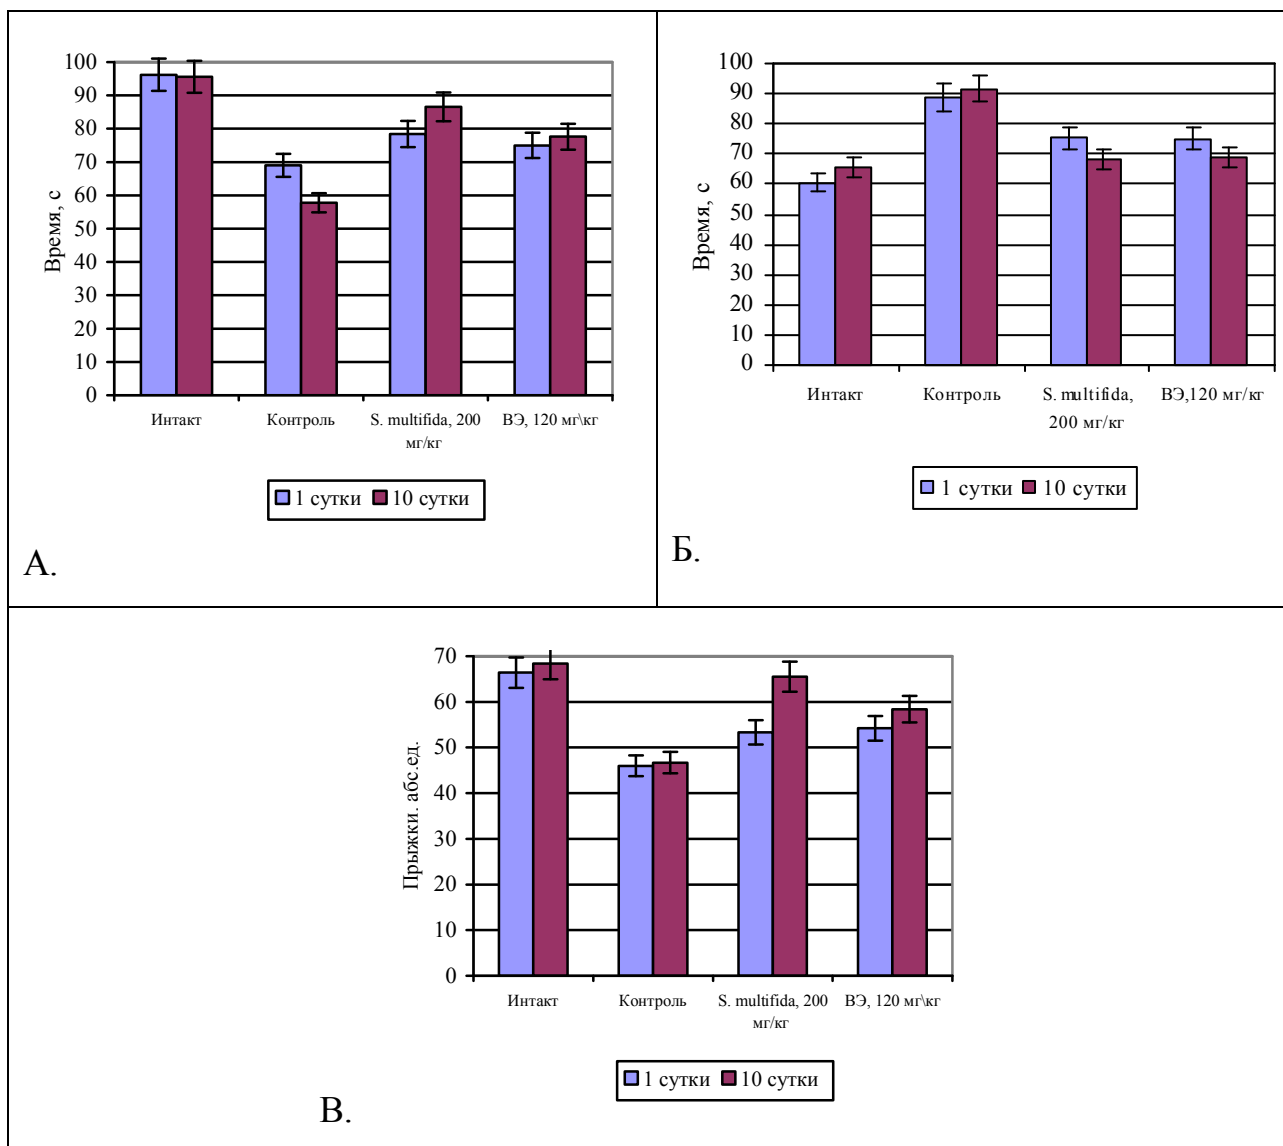 100
90
80
70
60
50
40
30
20
10
0
Время, с
Интакт
Контроль
S. multifida, 200
мг/кг
ВЭ, 120 мг\кг
1 сутки
10 сутки
А.
100
90
80
70
60
50
40
30
20
10
0
Время, с
Интакт
Контроль
S. multifida,
200 мг/кг
ВЭ,120 мг/кг
1 сутки
10 сутки
Б.
70
60
50
40
30
20
10
0
Прыжки. абс.ед.
Интакт
Контроль
S. multifida, 200
мг/кг
ВЭ, 120 мг\кг
1 сутки
10 сутки
В.